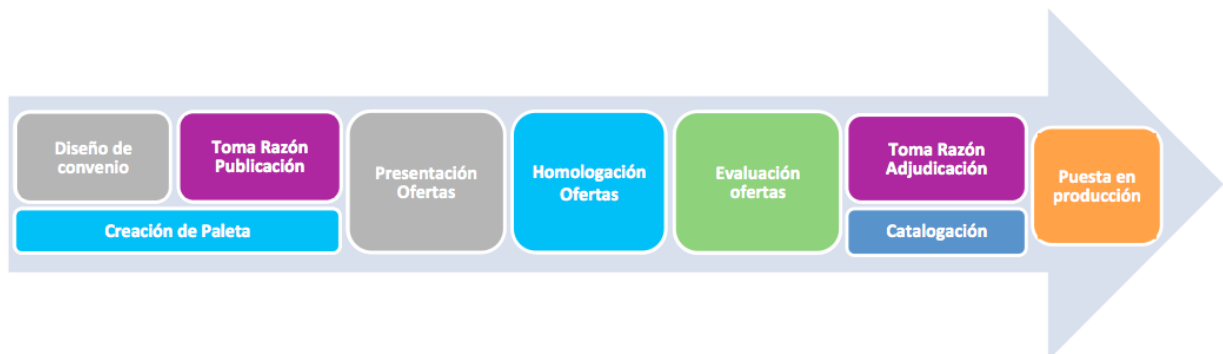 Diseño de
convenio
Toma Razón
Publicación
Creación de Paleta
Presentación
Ofertas
Homologación
Ofertas
Evaluación
ofertas
Toma Razón
Adjudicación
Catalogación
Puesta en
producción